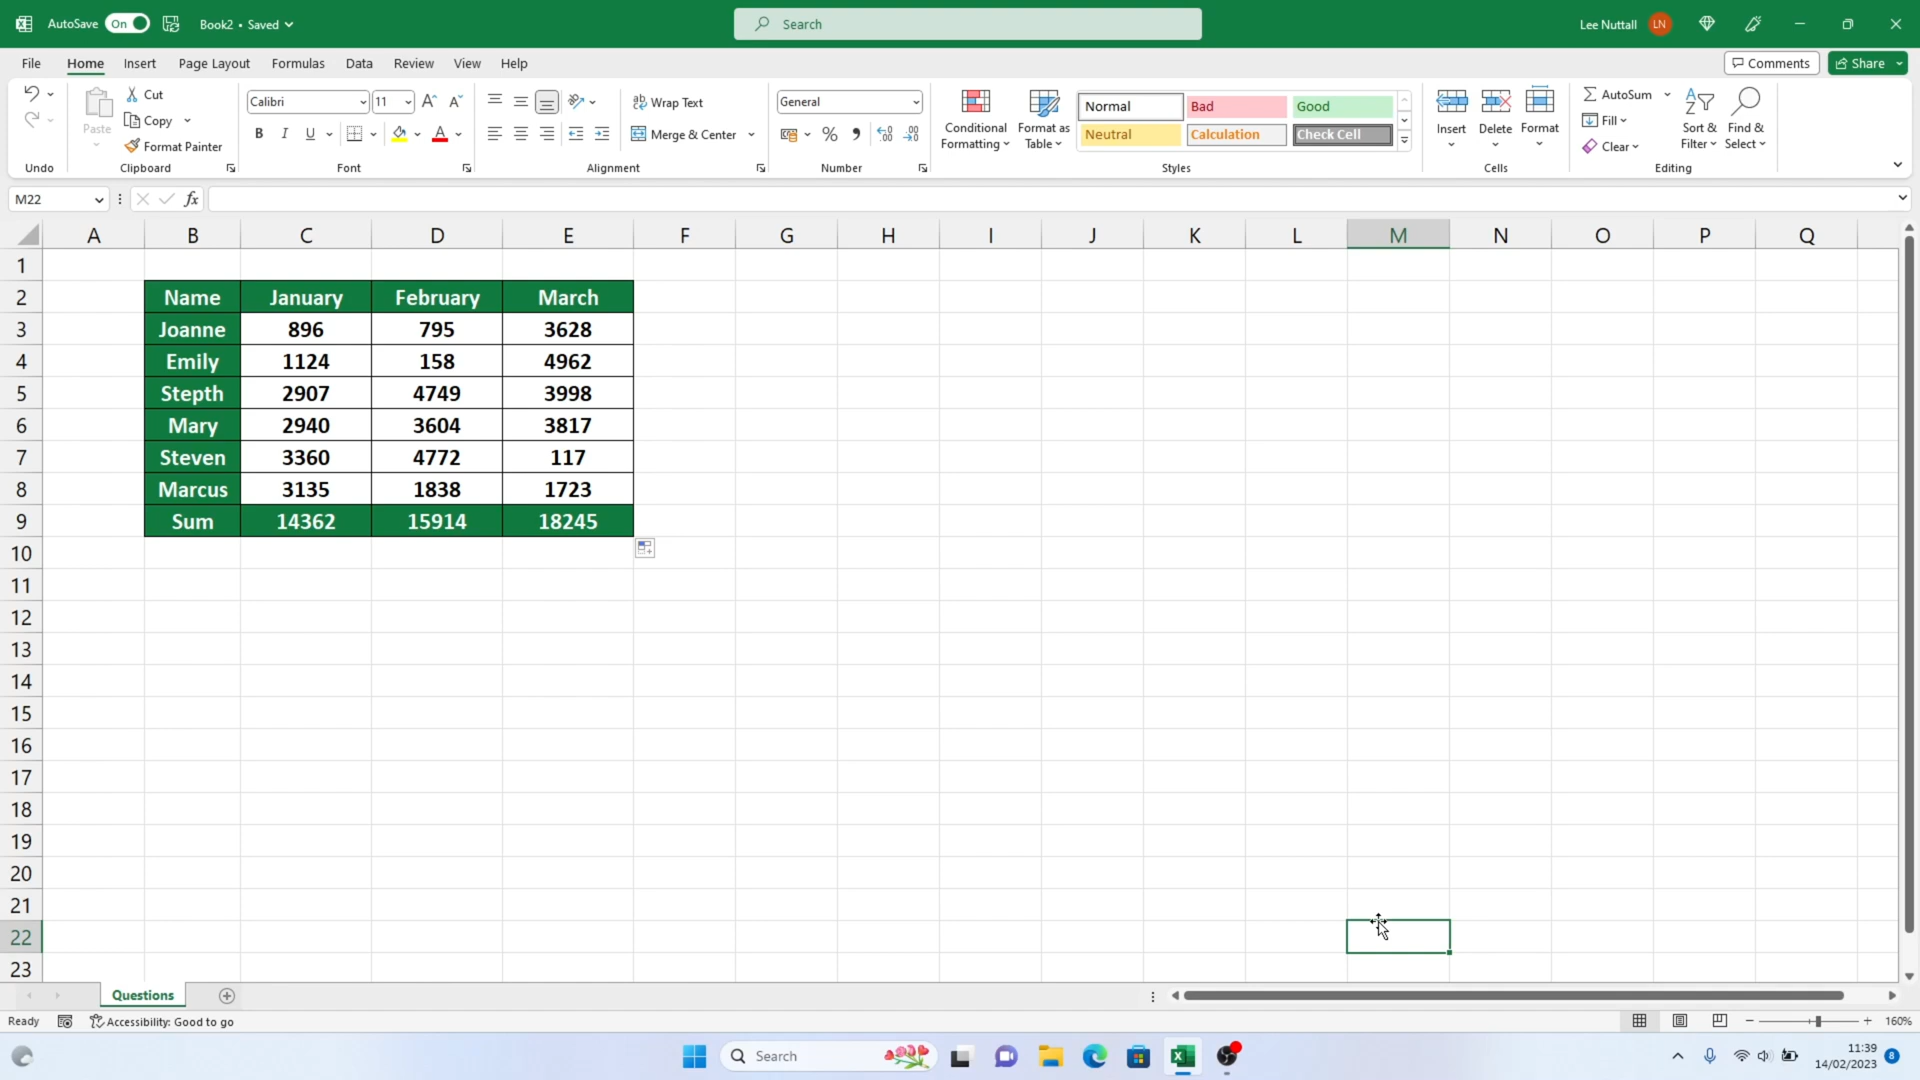 AutoSave On Book2 • Saved Search Lee Nuttall LN
File Home Insert Page Layout Formulas Data Review View Help Comments Share
Paste Cut Calibri 11 Wrap Text General Conditional Formatting Format as Table Normal Bad Good Insert Delete Format AutoSum Sort & Filter Find & Select
Copy B I U A Merge & Center % Neutral Calculation Check Cell Fill
Format Painter Clear
Undo Clipboard Font Alignment Number Styles Cells Editing
M22 fx
A B C D E F G H I J K L M N O P Q
1
2 Name January February March
3 Joanne 896 795 3628
4 Emily 1124 158 4962
5 Stepth 2907 4749 3998
6 Mary 2940 3604 3817
7 Steven 3360 4772 117
8 Marcus 3135 1838 1723
9 Sum 14362 15914 18245
10
11
12
13
14
15
16
17
18
19
20
21
22
23
Questions
Ready Accessibility: Good to go 160%
Search 11:39
14/02/2023 8